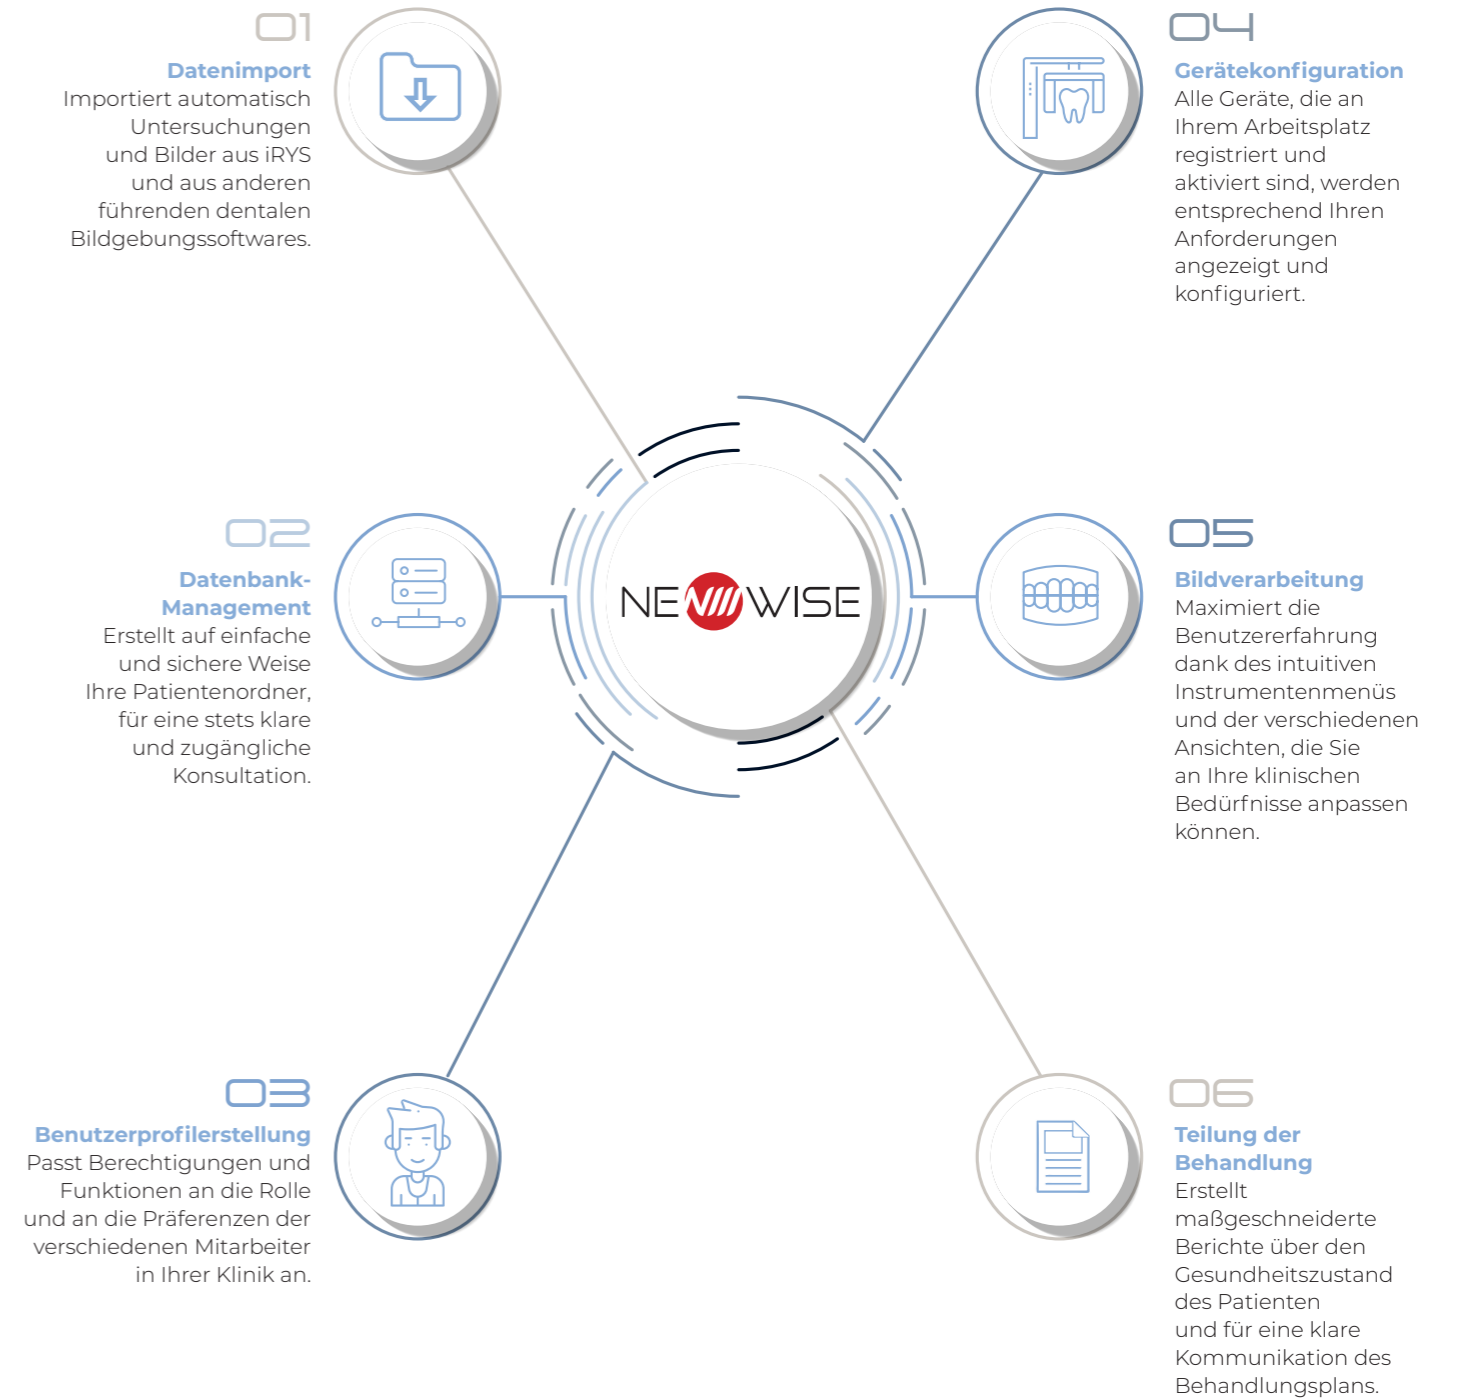 01
Datenimport
Importiert automatisch
Untersuchungen
und Bilder aus iRYS
und aus anderen
führenden dentalen
Bildgebungssoftwares.
02
Datenbank-
Management
Erstellt auf einfache
und sichere Weise
Ihre Patientenordner,
für eine stets klare
und zugängliche
Konsultation.
03
Benutzerprofilerstellung
Passt Berechtigungen und
Funktionen an die Rolle
und an die Präferenzen der
verschiedenen Mitarbeiter
in Ihrer Klinik an.
NEWISE
04
Gerätekonfiguration
Alle Geräte, die an
Ihrem Arbeitsplatz
registriert und
aktiviert sind, werden
entsprechend Ihren
Anforderungen
angezeigt und
konfiguriert.
05
Bildverarbeitung
Maximiert die
Benutzererfahrung
dank des intuitiven
Instrumentenmenüs
und der verschiedenen
Ansichten, die Sie
an Ihre klinischen
Bedürfnisse anpassen
können.
06
Teilung der
Behandlung
Erstellt
maßgeschneiderte
Berichte über den
Gesundheitszustand
des Patienten
und für eine klare
Kommunikation des
Behandlungsplans.